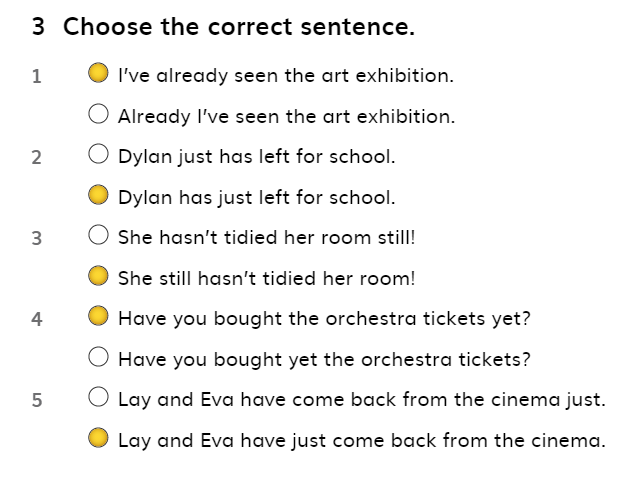 3 Choose the correct sentence.
1 I've already seen the art exhibition.
Already I've seen the art exhibition.
2 Dylan just has left for school.
Dylan has just left for school.
3 She hasn't tidied her room still!
She still hasn't tidied her room!
4 Have you bought the orchestra tickets yet?
Have you bought yet the orchestra tickets?
5 Lay and Eva have come back from the cinema just.
Lay and Eva have just come back from the cinema.